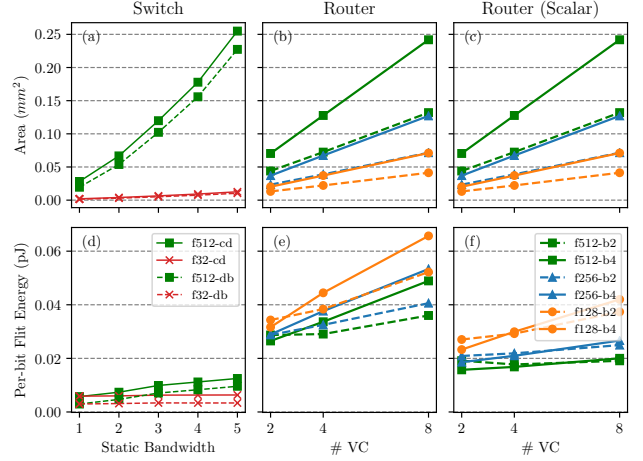 Switch
Router
Router (Scalar)
Area (mm²)
0.25
0.20
0.15
0.10
0.05
0.00
(a)
(b)
(c)
Per-bit Flit Energy (pJ)
0.06
0.04
0.02
0.00
(d)
f512-cd
f32-cd
f512-db
f32-db
(e)
(f)
f512-b2
f512-b4
f256-b2
f256-b4
f128-b2
f128-b4
1 2 3 4 5
2 4 8
2 4 8
Static Bandwidth
# VC
# VC